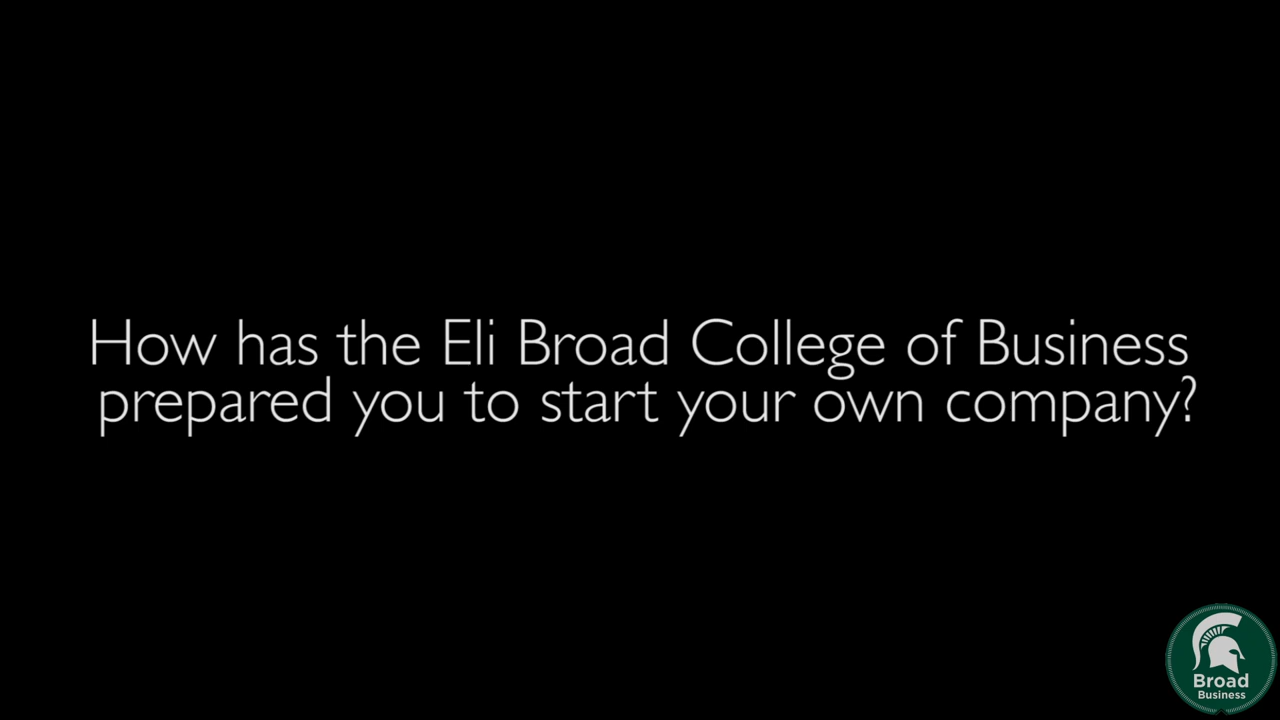 How has the Eli Broad College of Business
prepared you to start your own company?
Broad
Business